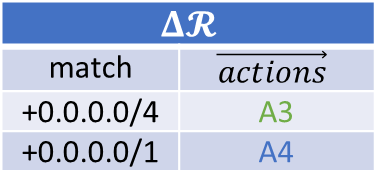 Δℛ
match actions
+0.0.0.0/4 A3
+0.0.0.0/1 A4